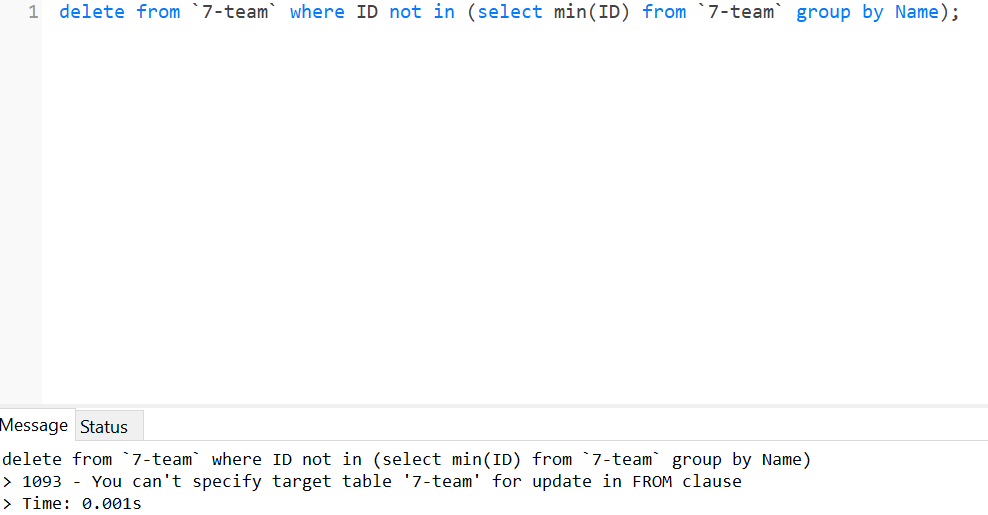 1 delete from `7-team` where ID not in (select min(ID) from `7-team` group by Name);
Message Status
delete from `7-team` where ID not in (select min(ID) from `7-team` group by Name)
> 1093 - You can't specify target table '7-team' for update in FROM clause
> Time: 0.001s